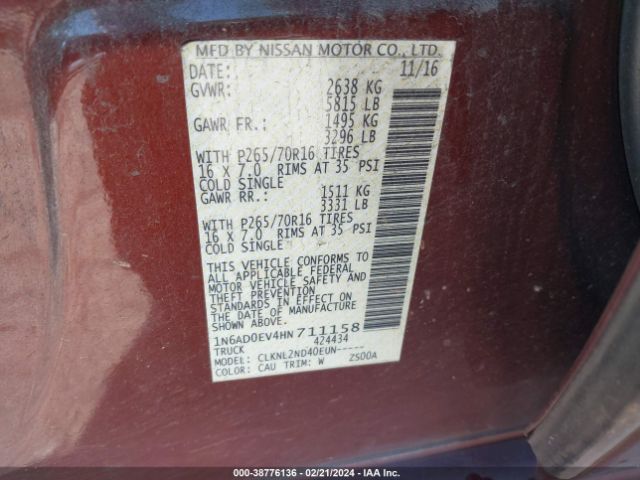 MFD BY NISSAN MOTOR CO., LTD.
DATE: 11/16
GVWR: 2638 KG
5815 LB
GAWR FR.: 1495 KG
3296 LB
WITH P265/70R16 TIRES
16 X 7.0 RIMS AT 35 PSI
COLD SINGLE
GAWR RR.: 1511 KG
3331 LB
WITH P265/70R16 TIRES
16 X 7.0 RIMS AT 35 PSI
COLD SINGLE
THIS VEHICLE CONFORMS TO
ALL APPLICABLE FEDERAL
MOTOR VEHICLE SAFETY AND
THEFT PREVENTION
STANDARDS IN EFFECT ON
THE DATE OF MANUFACTURE
SHOWN ABOVE.
1N6AD0EV4HN711158
TRUCK 424434
MODEL: CLKNL2ND40EUN-----
COLOR: CAU TRIM: W ZS00A
000-38776136 - 02/21/2024 - IAA Inc.